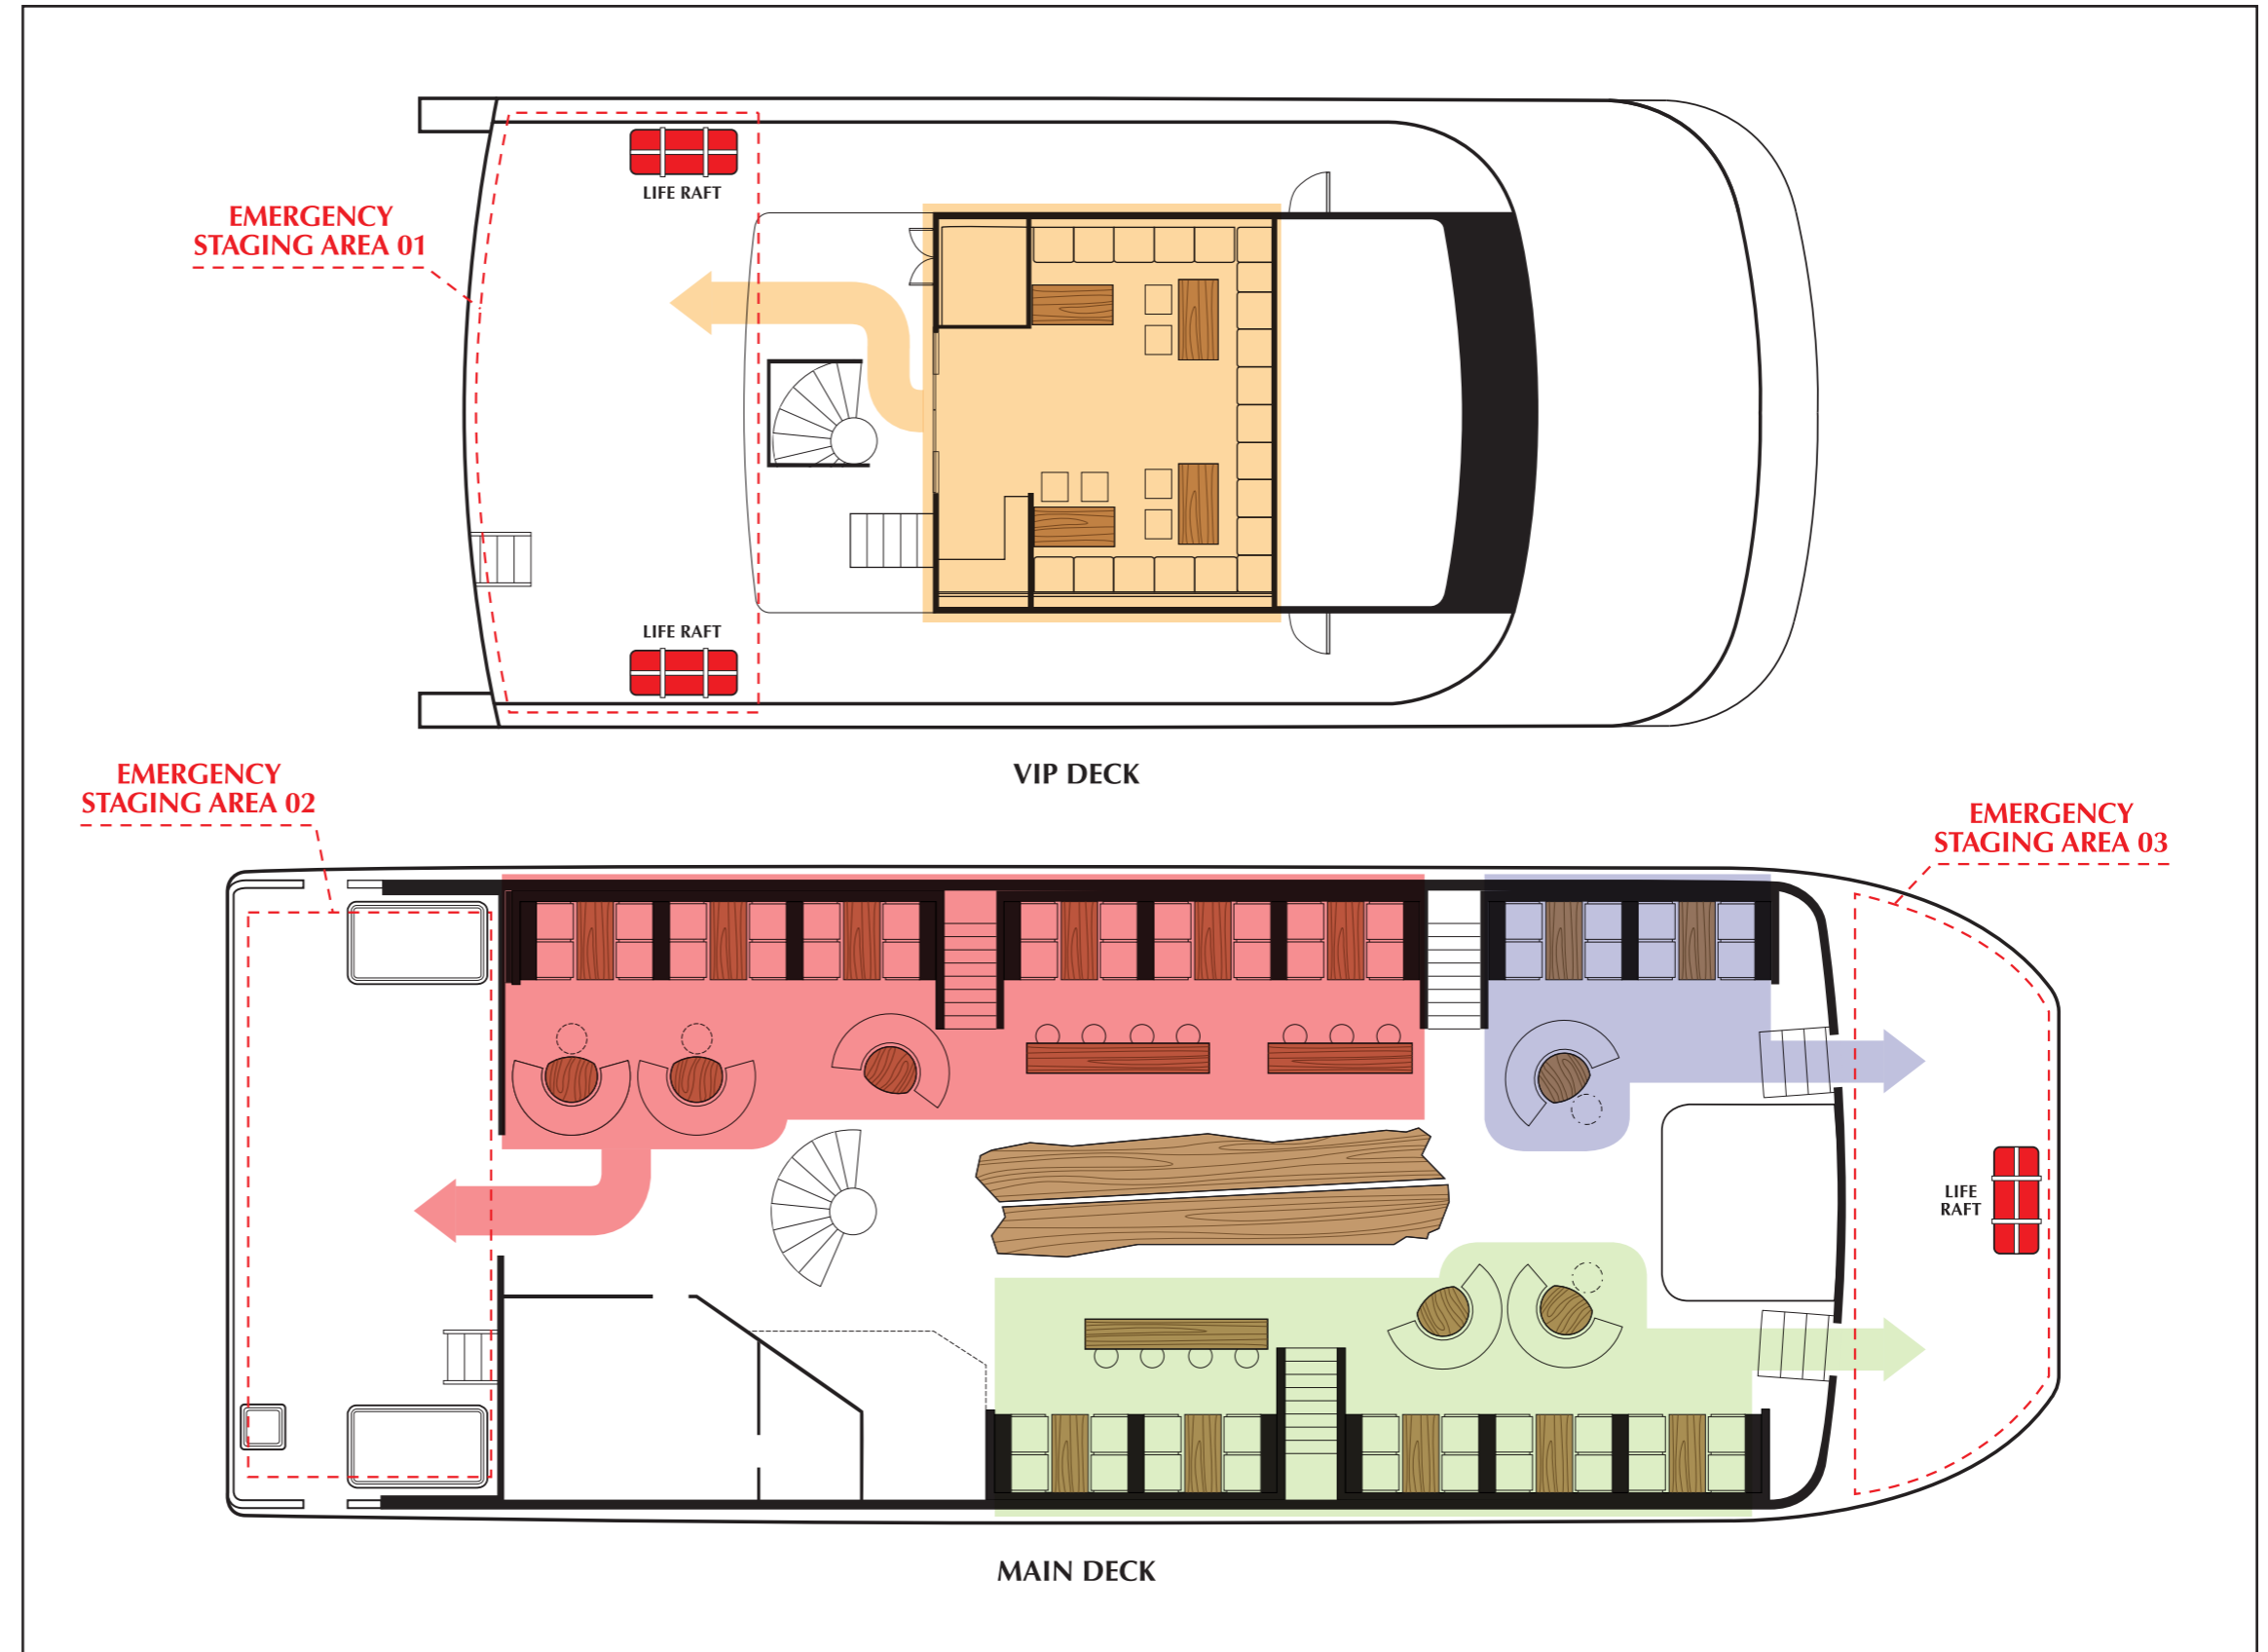 LIFE RAFT
EMERGENCY
STAGING AREA 01
LIFE RAFT
VIP DECK
EMERGENCY
STAGING AREA 02
EMERGENCY
STAGING AREA 03
LIFE
RAFT
MAIN DECK